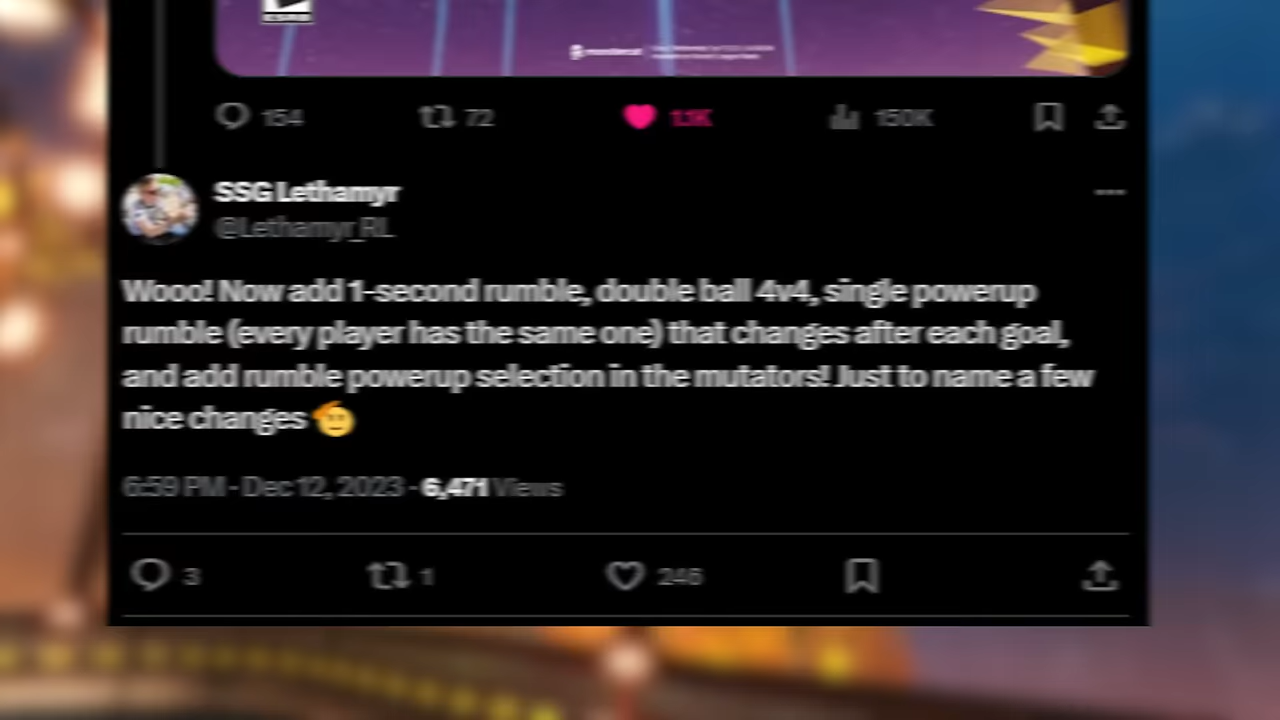 154 72 1.1K 150K
SSG Lethamyr
@Lethamyr_RL
Wooo! Now add 1-second rumble, double ball 4v4, single powerup
rumble (every player has the same one) that changes after each goal,
and add rumble powerup selection in the mutators! Just to name a few
nice changes 🫡
6:59 PM · Dec 12, 2023 · 6,471 Views
3 1 246